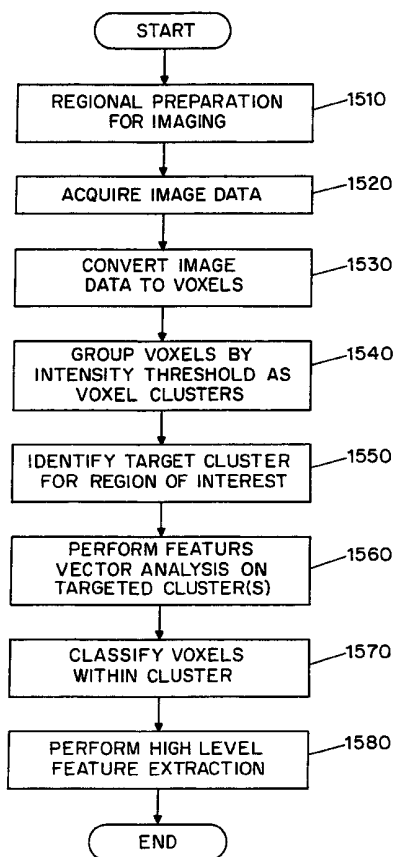 START
REGIONAL PREPARATION
FOR IMAGING
1510
ACQUIRE IMAGE DATA
1520
CONVERT IMAGE
DATA TO VOXELS
1530
GROUP VOXELS BY
INTENSITY THRESHOLD AS
VOXEL CLUSTERS
1540
IDENTIFY TARGET CLUSTER
FOR REGION OF INTEREST
1550
PERFORM FEATURS
VECTOR ANALYSIS ON
TARGETED CLUSTER(S)
1560
CLASSIFY VOXELS
WITHIN CLUSTER
1570
PERFORM HIGH LEVEL
FEATURE EXTRACTION
1580
END